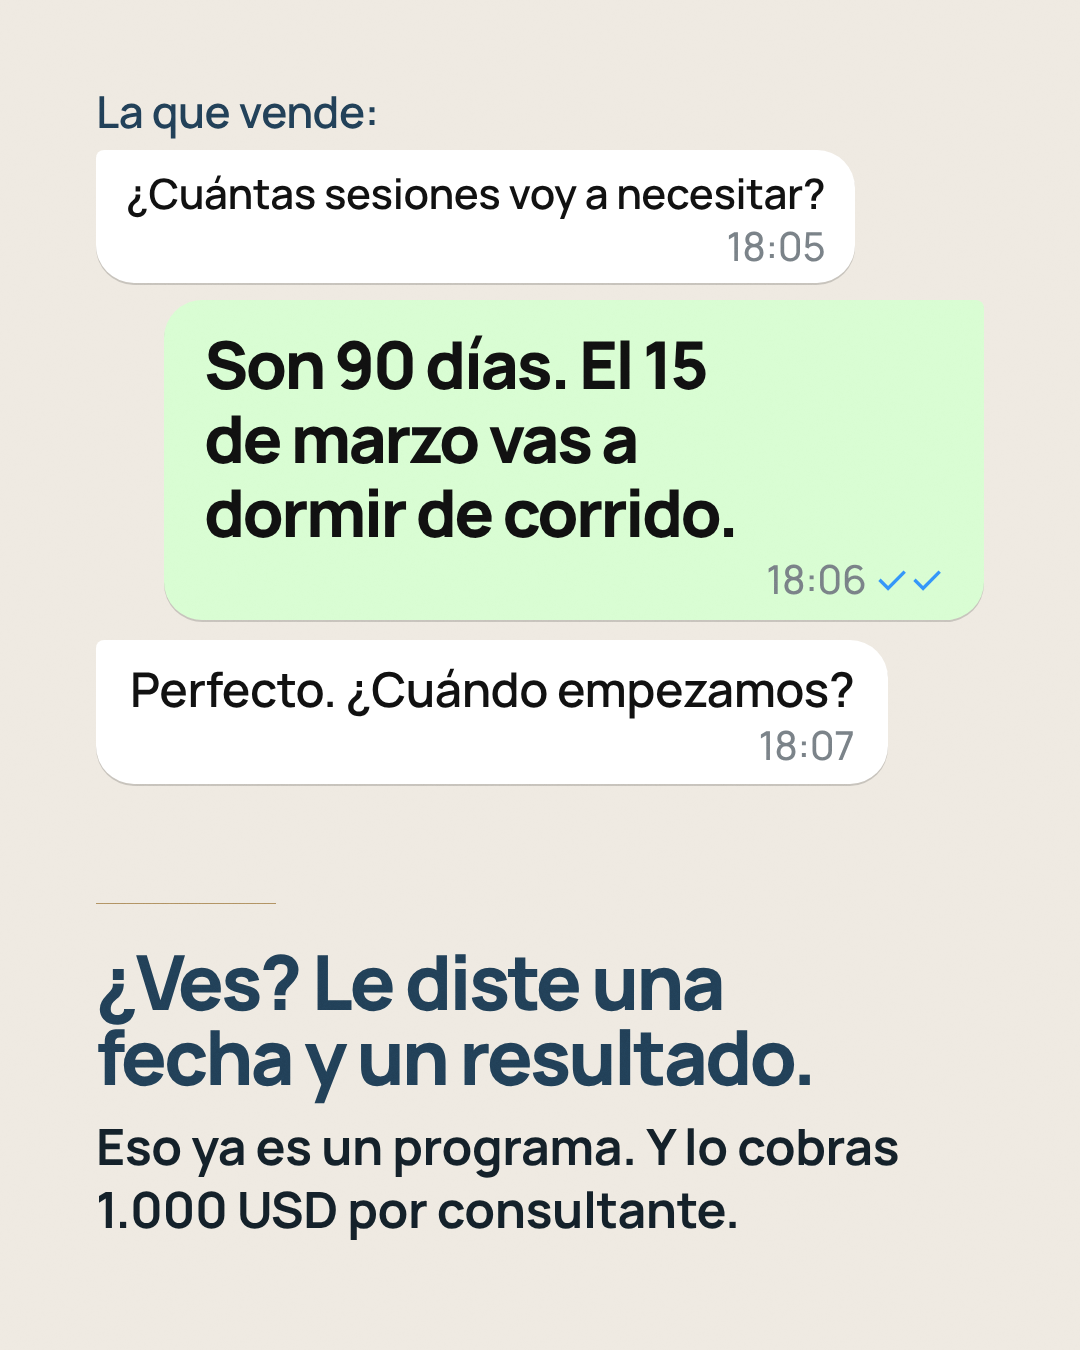 La que vende:
¿Cuántas sesiones voy a necesitar?
18:05
Son 90 días. El 15
de marzo vas a
dormir de corrido.
18:06
Perfecto. ¿Cuándo empezamos?
18:07
¿Ves? Le diste una
fecha y un resultado.
Eso ya es un programa. Y lo cobras
1.000 USD por consultante.